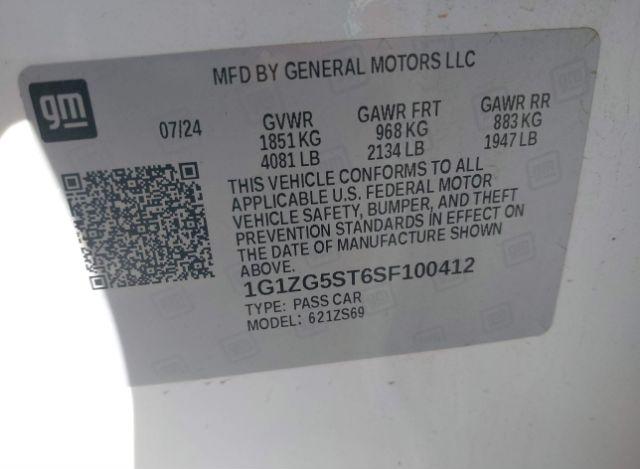 gm
MFD BY GENERAL MOTORS LLC
07/24
GVWR GAWR FRT GAWR RR
1851 KG 968 KG 883 KG
4081 LB 2134 LB 1947 LB
THIS VEHICLE CONFORMS TO ALL
APPLICABLE U.S. FEDERAL MOTOR
VEHICLE SAFETY, BUMPER, AND THEFT
PREVENTION STANDARDS IN EFFECT ON
THE DATE OF MANUFACTURE SHOWN
ABOVE.
1G1ZG5ST6SF100412
TYPE: PASS CAR
MODEL: 621ZS69